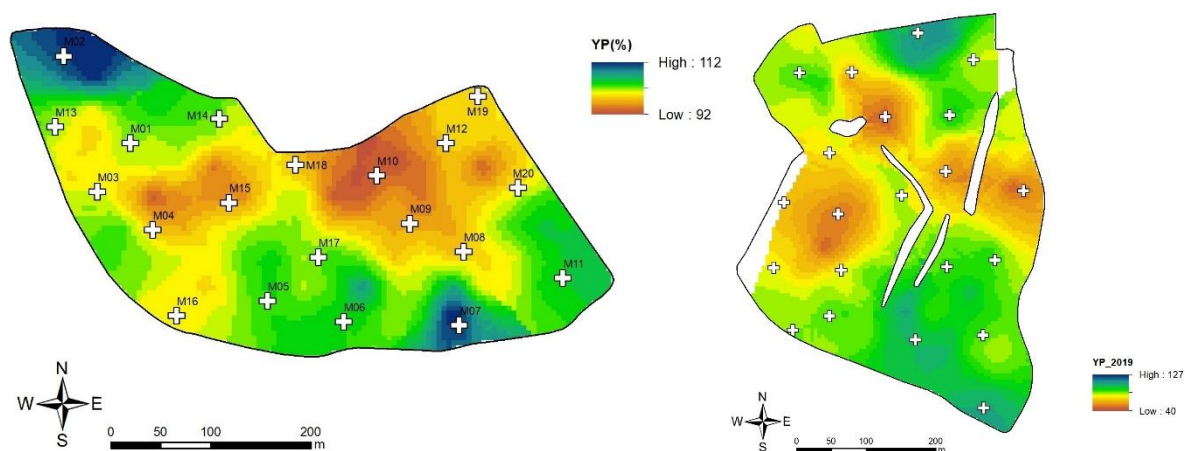 M02
M13
M01
M14
M03
M04
M15
M18
M10
M12
M19
M20
M09
M08
M11
M17
M05
M06
M07
M16
YP(%)
High : 112
Low : 92
N
W E
S
0 50 100 200
m
YP_2019
High : 127
Low : 40
N
W E
S
0 50 100 200
m